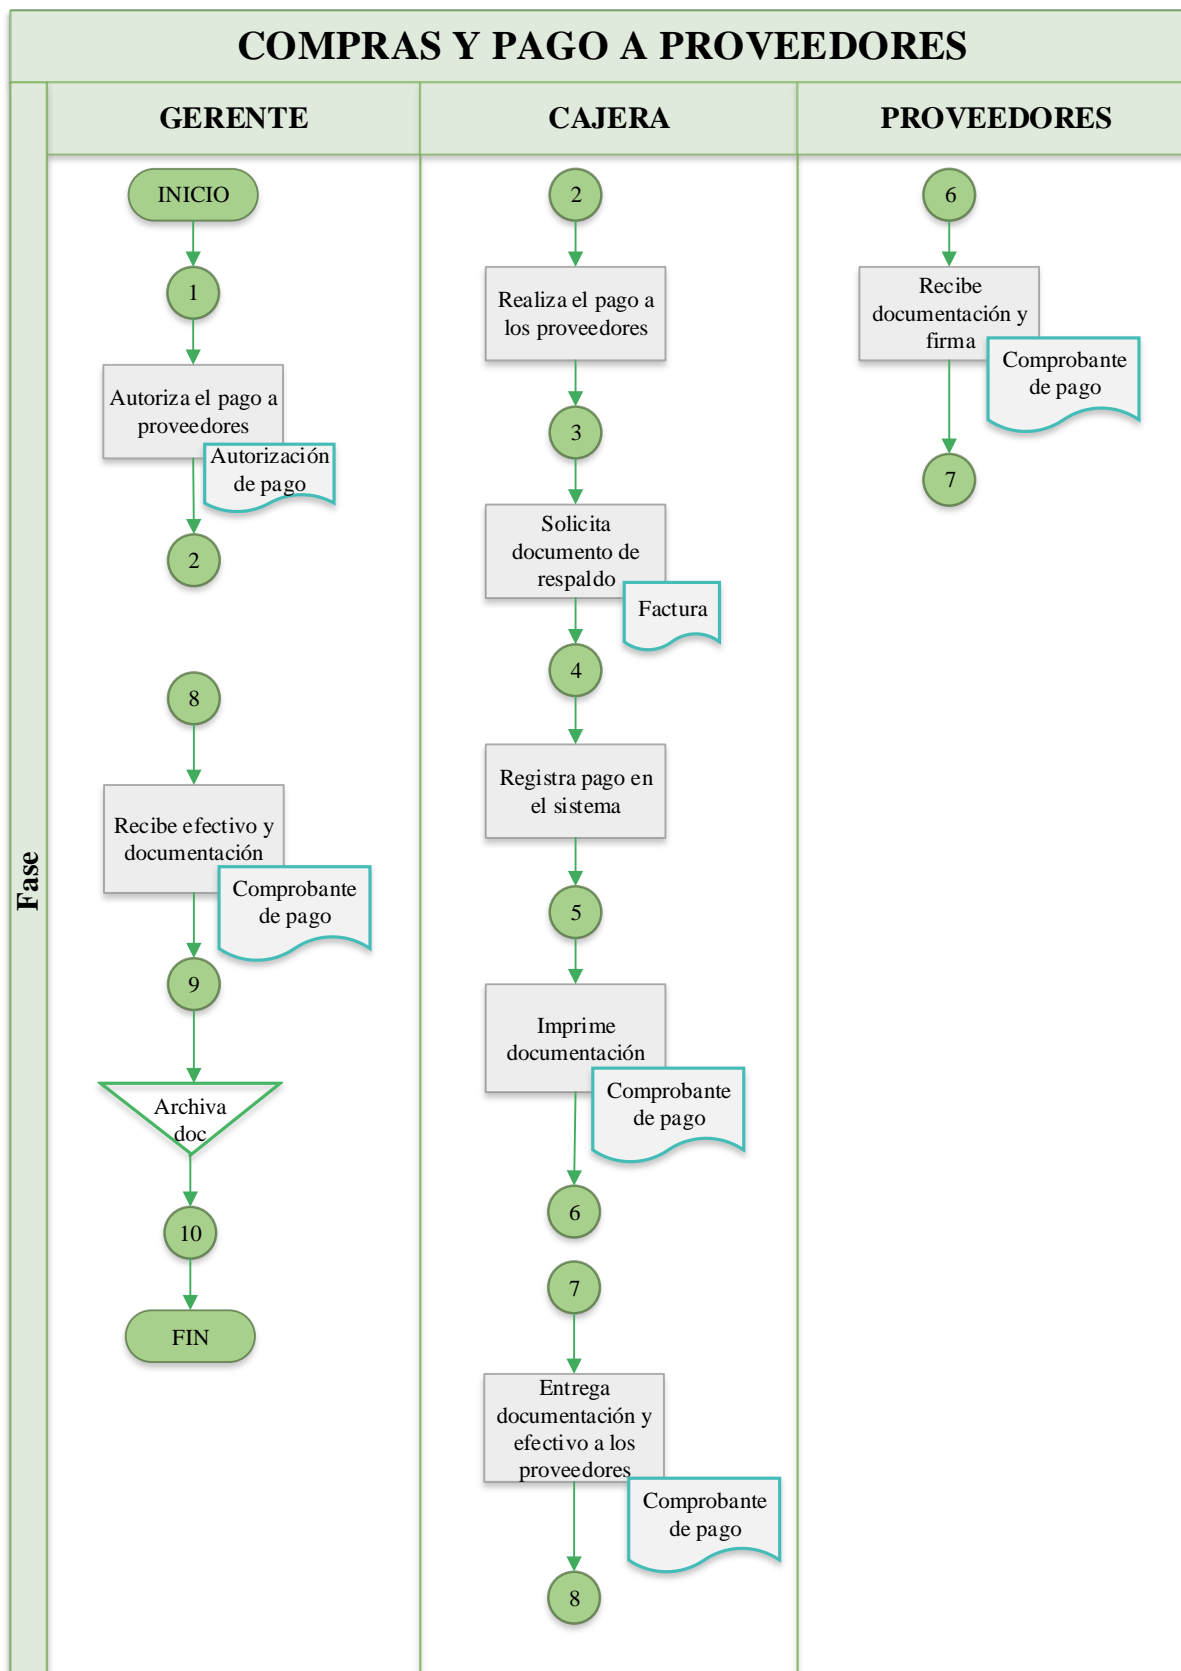 COMPRAS Y PAGO A PROVEEDORES
Fase
GERENTE
CAJERA
PROVEEDORES
INICIO
1
Autoriza el pago a
proveedores
Autorización
de pago
2
8
Recibe efectivo y
documentación
Comprobante
de pago
9
Archiva
doc
10
FIN
2
Realiza el pago a
los proveedores
3
Solicita
documento de
respaldo
Factura
4
Registra pago en
el sistema
5
Imprime
documentación
Comprobante
de pago
6
7
Entrega
documentación y
efectivo a los
proveedores
Comprobante
de pago
8
6
Recibe
documentación y
firma
Comprobante
de pago
7